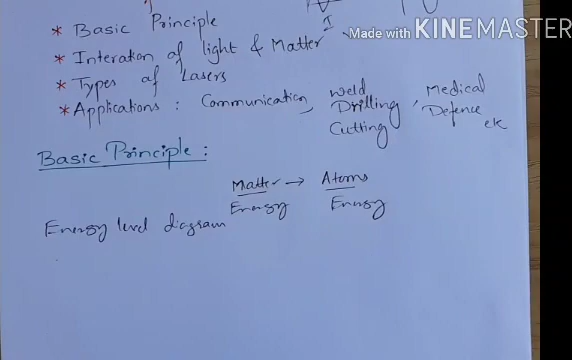 * Basic Principle
I
* Interation of light & Matter
Made with KINEMASTER
* Types of Lasers
* Applications : Communication, Weld Drilling Cutting, Medical Defence etc
Basic Principle :
Matter → Atoms
Energy Energy
Energy level diagram